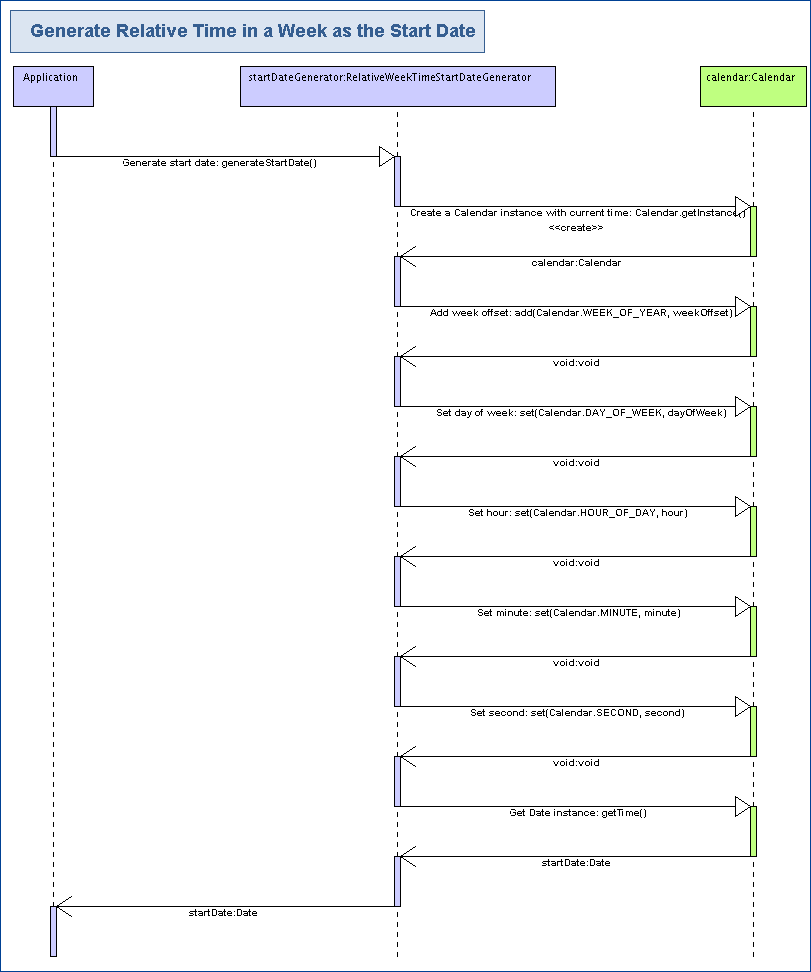 Generate Relative Time in a Week as the Start Date
Application
startDateGenerator:RelativeWeekTimeStartDateGenerator
calendar:Calendar
Generate start date: generateStartDate()
Create a Calendar instance with current time: Calendar.getInstance()
<<create>>
calendar:Calendar
Add week offset: add(Calendar.WEEK_OF_YEAR, weekOffset)
void:void
Set day of week: set(Calendar.DAY_OF_WEEK, dayOfWeek)
void:void
Set hour: set(Calendar.HOUR_OF_DAY, hour)
void:void
Set minute: set(Calendar.MINUTE, minute)
void:void
Set second: set(Calendar.SECOND, second)
void:void
Get Date instance: getTime()
startDate:Date
startDate:Date